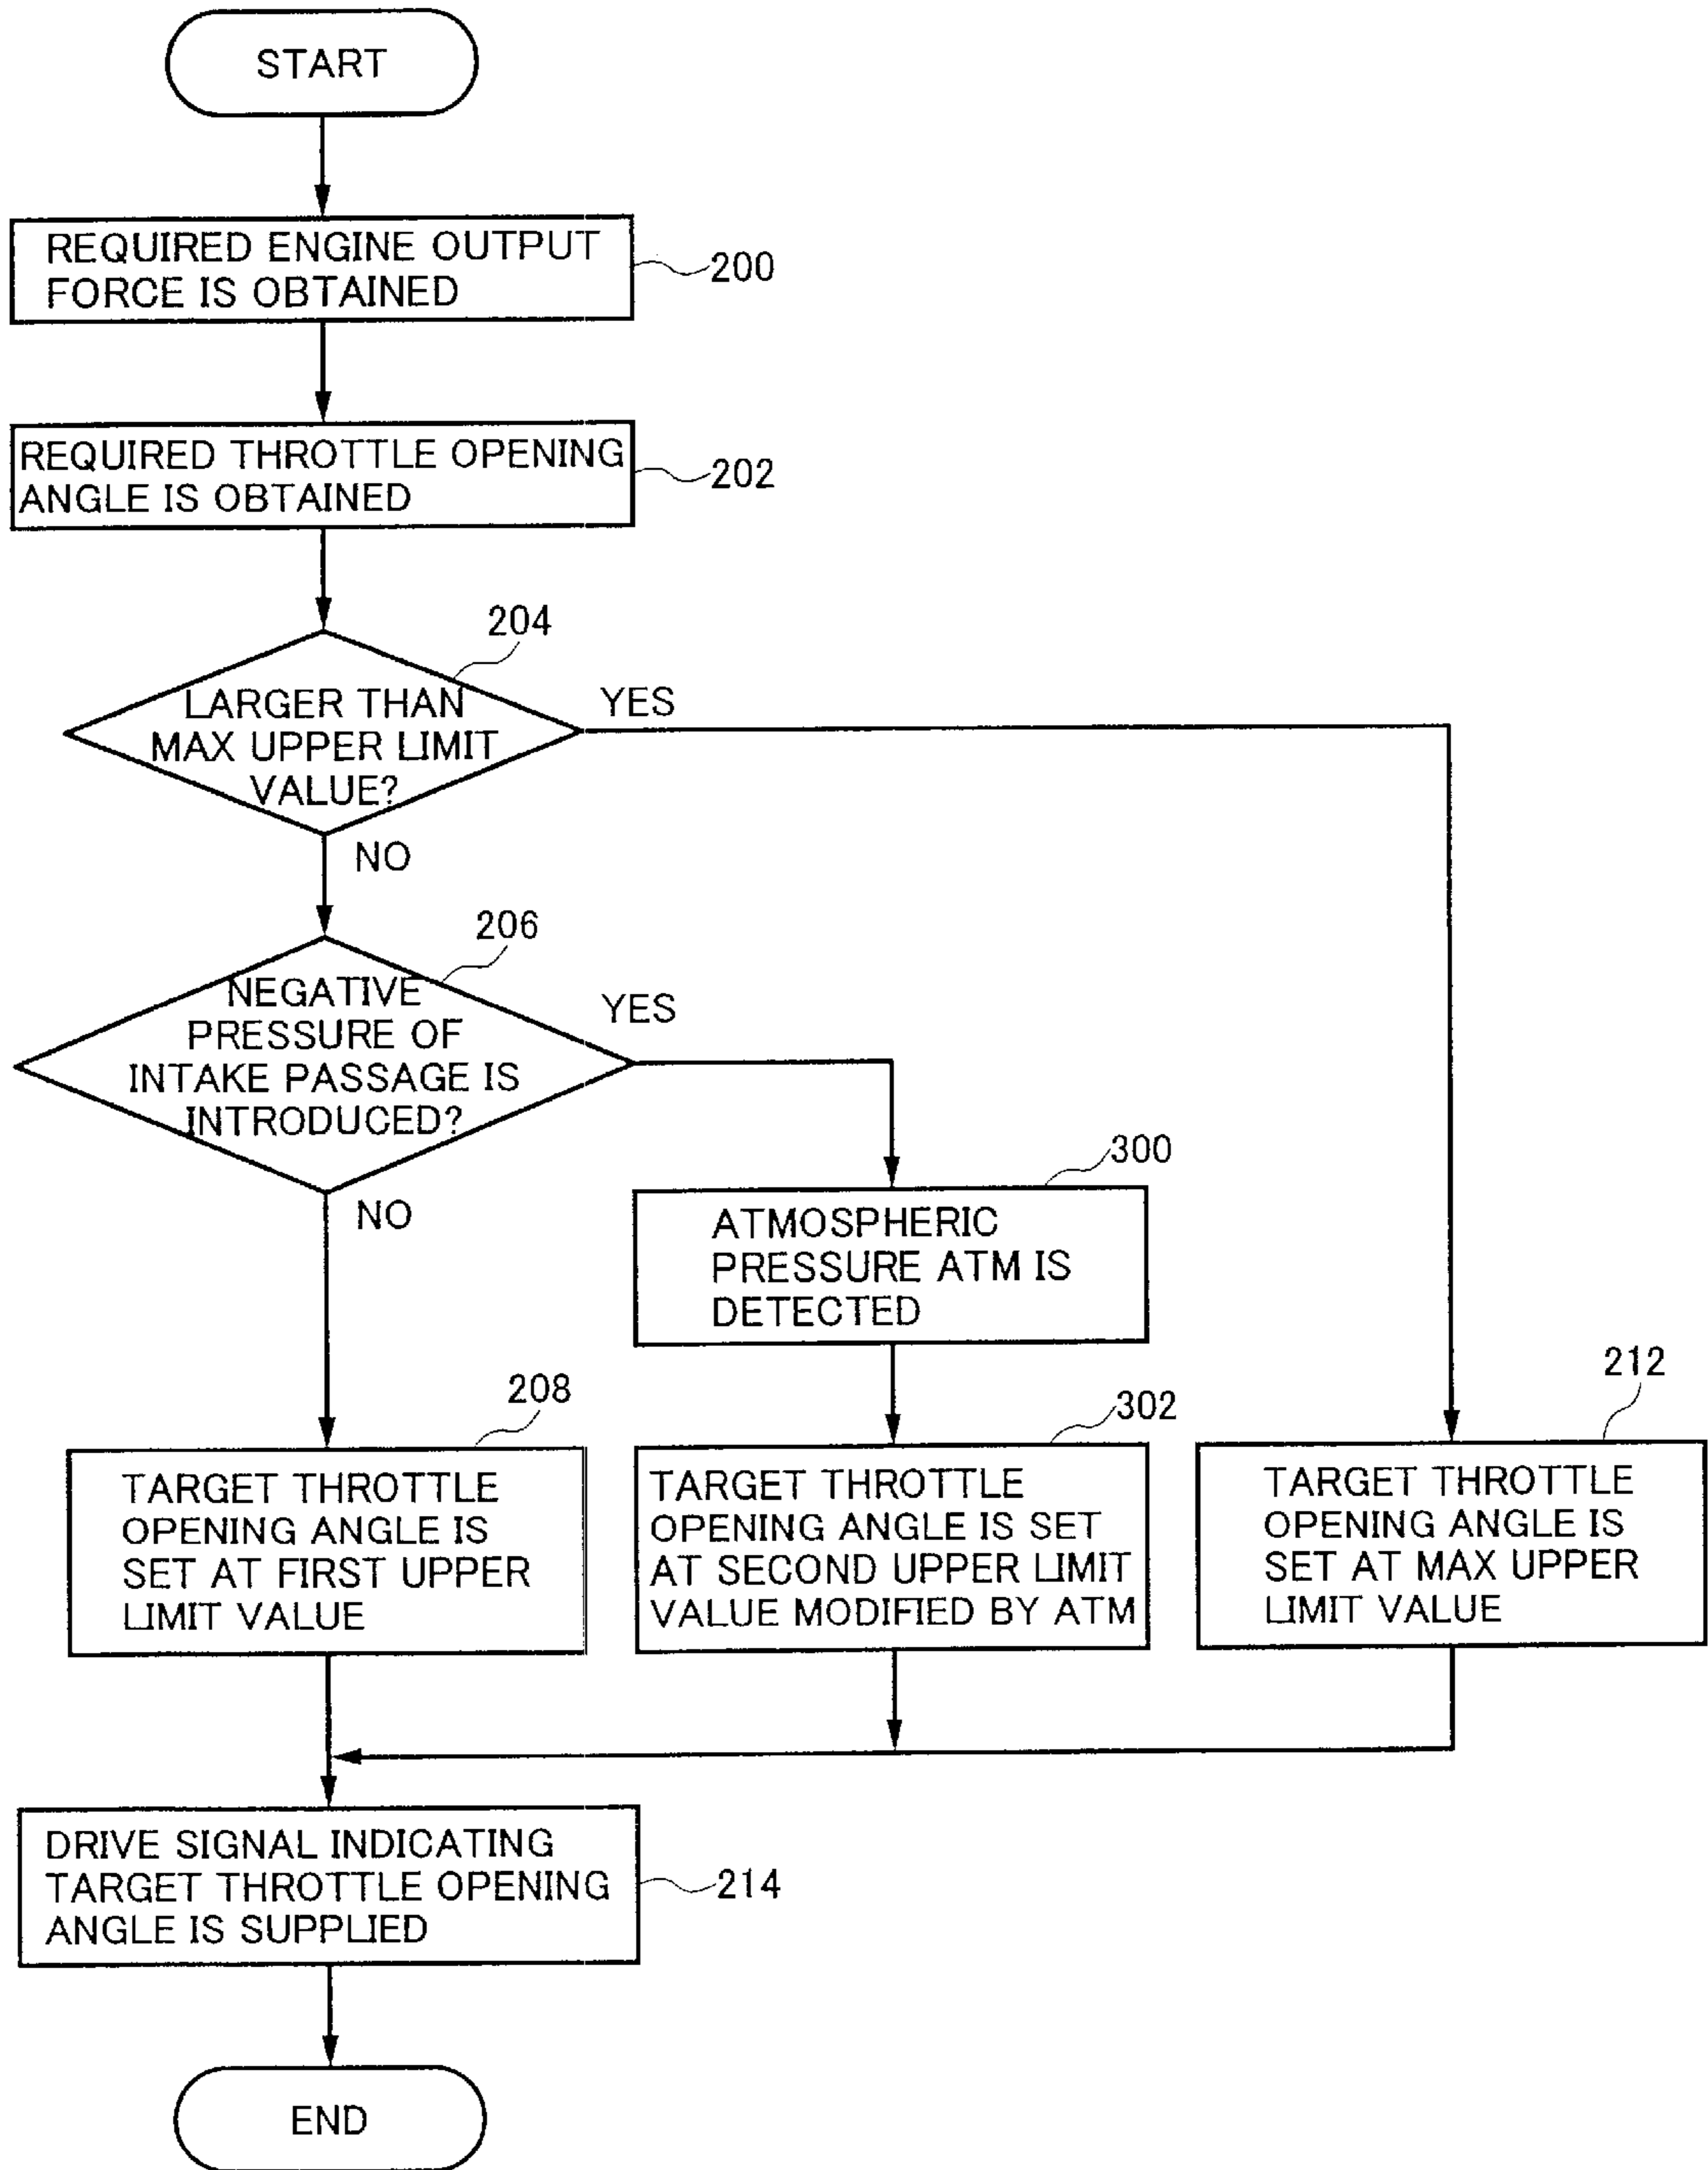 START
REQUIRED ENGINE OUTPUT
FORCE IS OBTAINED
200
REQUIRED THROTTLE OPENING
ANGLE IS OBTAINED
202
204
LARGER THAN
MAX UPPER LIMIT
VALUE?
YES
NO
206
NEGATIVE
PRESSURE OF
INTAKE PASSAGE IS
INTRODUCED?
YES
NO
300
ATMOSPHERIC
PRESSURE ATM IS
DETECTED
208
TARGET THROTTLE
OPENING ANGLE IS
SET AT FIRST UPPER
LIMIT VALUE
302
TARGET THROTTLE
OPENING ANGLE IS SET
AT SECOND UPPER LIMIT
VALUE MODIFIED BY ATM
212
TARGET THROTTLE
OPENING ANGLE IS
SET AT MAX UPPER
LIMIT VALUE
DRIVE SIGNAL INDICATING
TARGET THROTTLE OPENING
ANGLE IS SUPPLIED
214
END